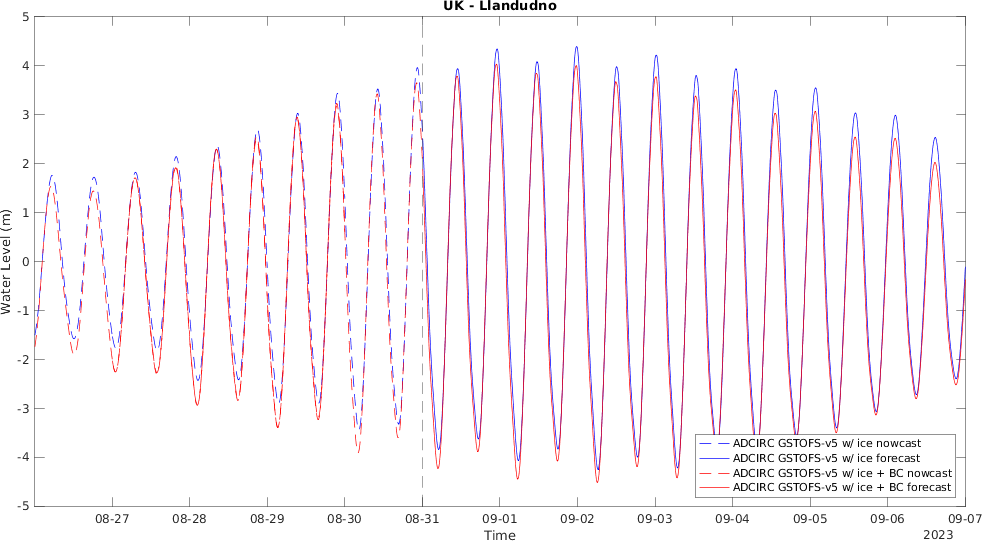 UK - Llandudno
5
4
3
2
1
0
-1
-2
-3
-4
-5
Water Level (m)
ADCIRC GSTOFS-v5 w/ ice nowcast
ADCIRC GSTOFS-v5 w/ ice forecast
ADCIRC GSTOFS-v5 w/ ice + BC nowcast
ADCIRC GSTOFS-v5 w/ ice + BC forecast
08-27 08-28 08-29 08-30 08-31 09-01 09-02 09-03 09-04 09-05 09-06 09-07
Time
2023